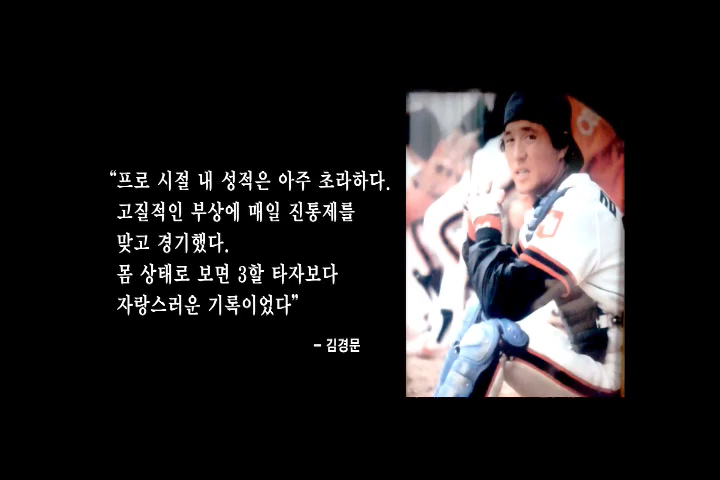 “프로 시절 내 성적은 아주 초라하다.
고질적인 부상에 매일 진통제를
맞고 경기했다.
몸 상태로 보면 3할 타자보다
자랑스러운 기록이었다”
- 김경문